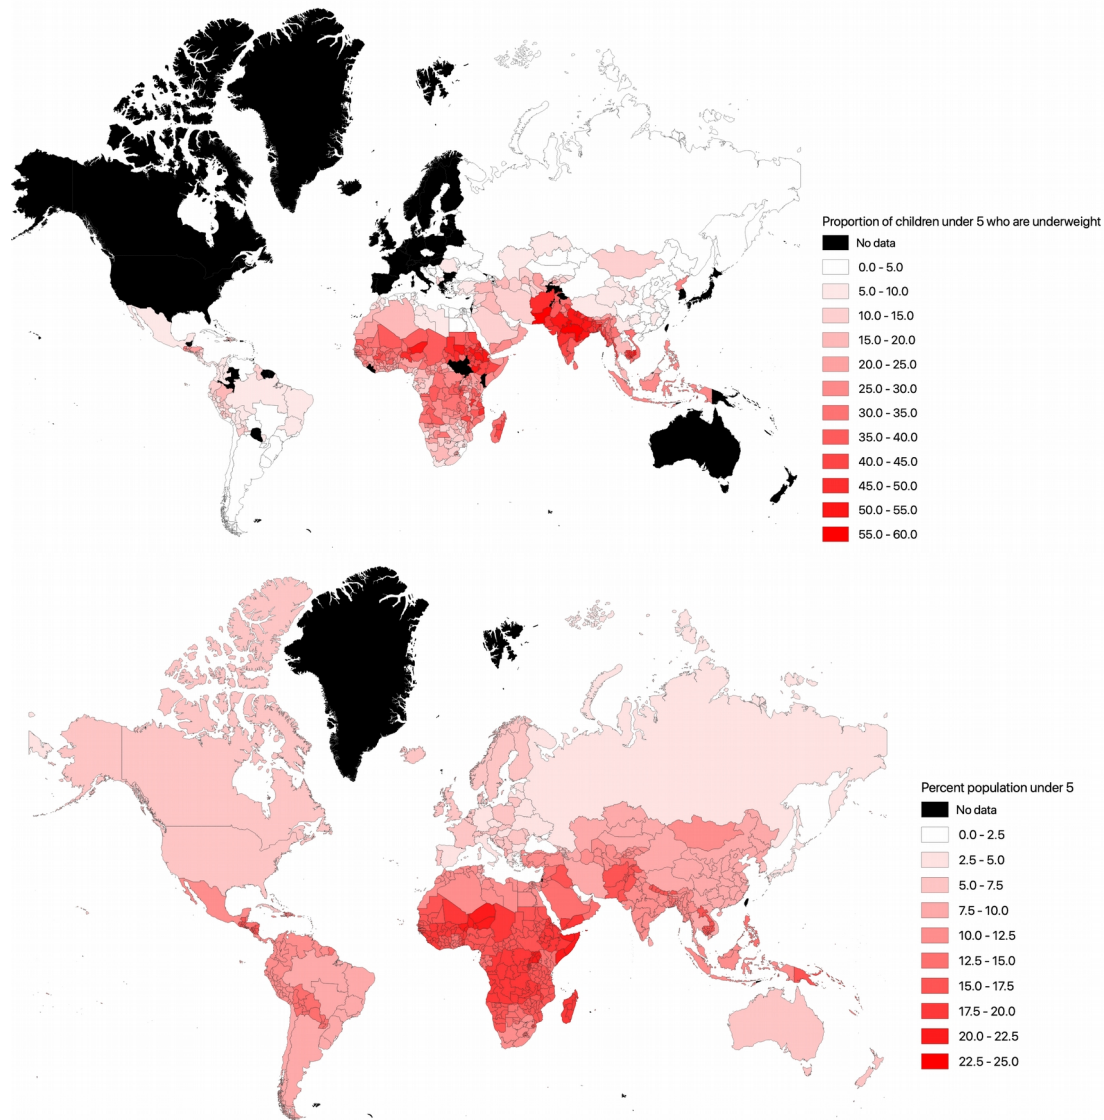 Proportion of children under 5 who are underweight
No data
0.0 - 5.0
5.0 - 10.0
10.0 - 15.0
15.0 - 20.0
20.0 - 25.0
25.0 - 30.0
30.0 - 35.0
35.0 - 40.0
40.0 - 45.0
45.0 - 50.0
50.0 - 55.0
55.0 - 60.0
Percent population under 5
No data
0.0 - 2.5
2.5 - 5.0
5.0 - 7.5
7.5 - 10.0
10.0 - 12.5
12.5 - 15.0
15.0 - 17.5
17.5 - 20.0
20.0 - 22.5
22.5 - 25.0